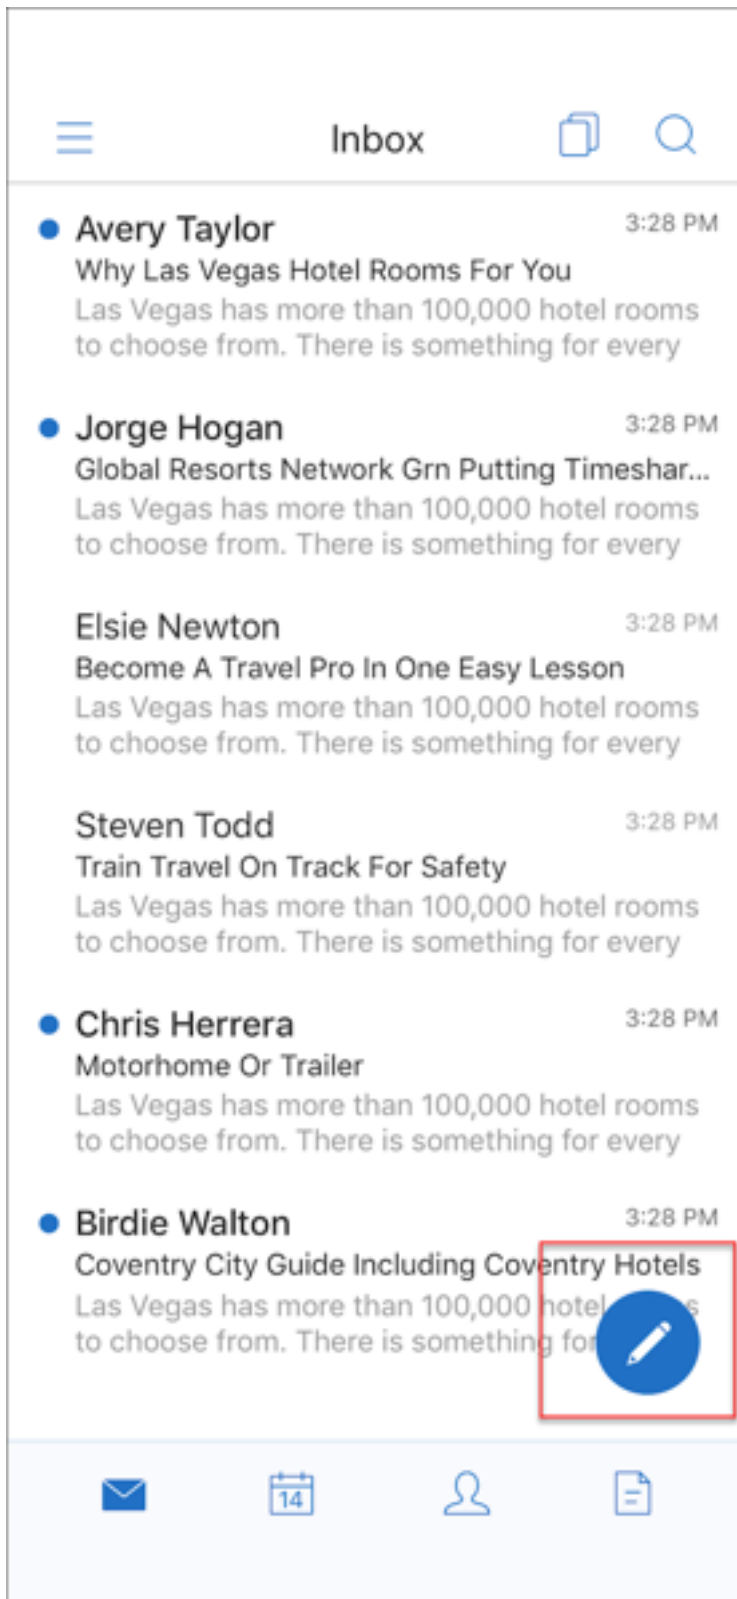 Inbox
Avery Taylor 3:28 PM
Why Las Vegas Hotel Rooms For You
Las Vegas has more than 100,000 hotel rooms
to choose from. There is something for every
Jorge Hogan 3:28 PM
Global Resorts Network Grn Putting Timeshar...
Las Vegas has more than 100,000 hotel rooms
to choose from. There is something for every
Elsie Newton 3:28 PM
Become A Travel Pro In One Easy Lesson
Las Vegas has more than 100,000 hotel rooms
to choose from. There is something for every
Steven Todd 3:28 PM
Train Travel On Track For Safety
Las Vegas has more than 100,000 hotel rooms
to choose from. There is something for every
Chris Herrera 3:28 PM
Motorhome Or Trailer
Las Vegas has more than 100,000 hotel rooms
to choose from. There is something for every
Birdie Walton 3:28 PM
Coventry City Guide Including Coventry Hotels
Las Vegas has more than 100,000 hotel
to choose from. There is something for
14